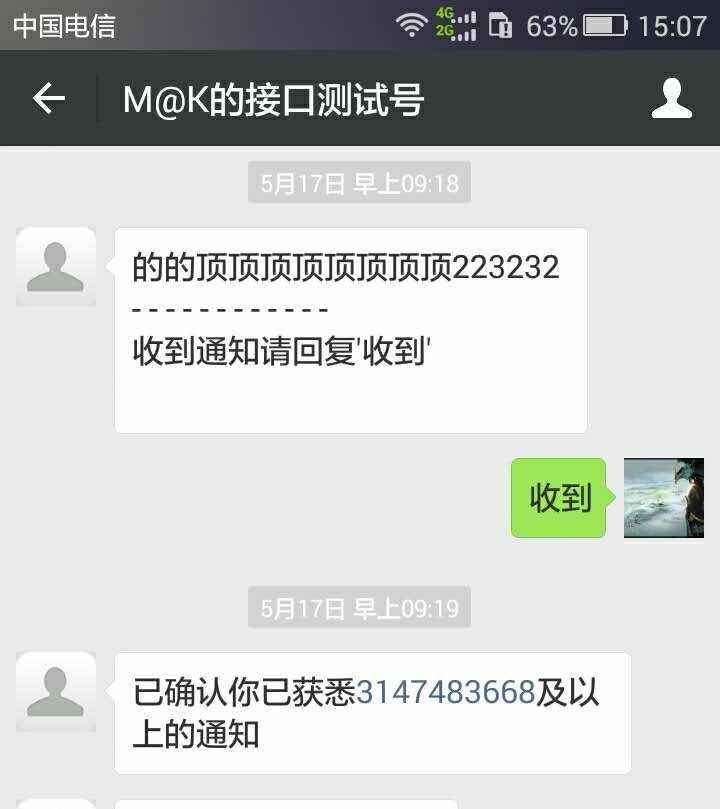 中国电信 4G 2G 63% 15:07
M@K的接口测试号
5月17日 早上09:18
的的顶顶顶顶顶顶顶顶223232
- - - - - - - - - - - -
收到通知请回复'收到'
收到
5月17日 早上09:19
已确认你已获悉3147483668及以
上的通知